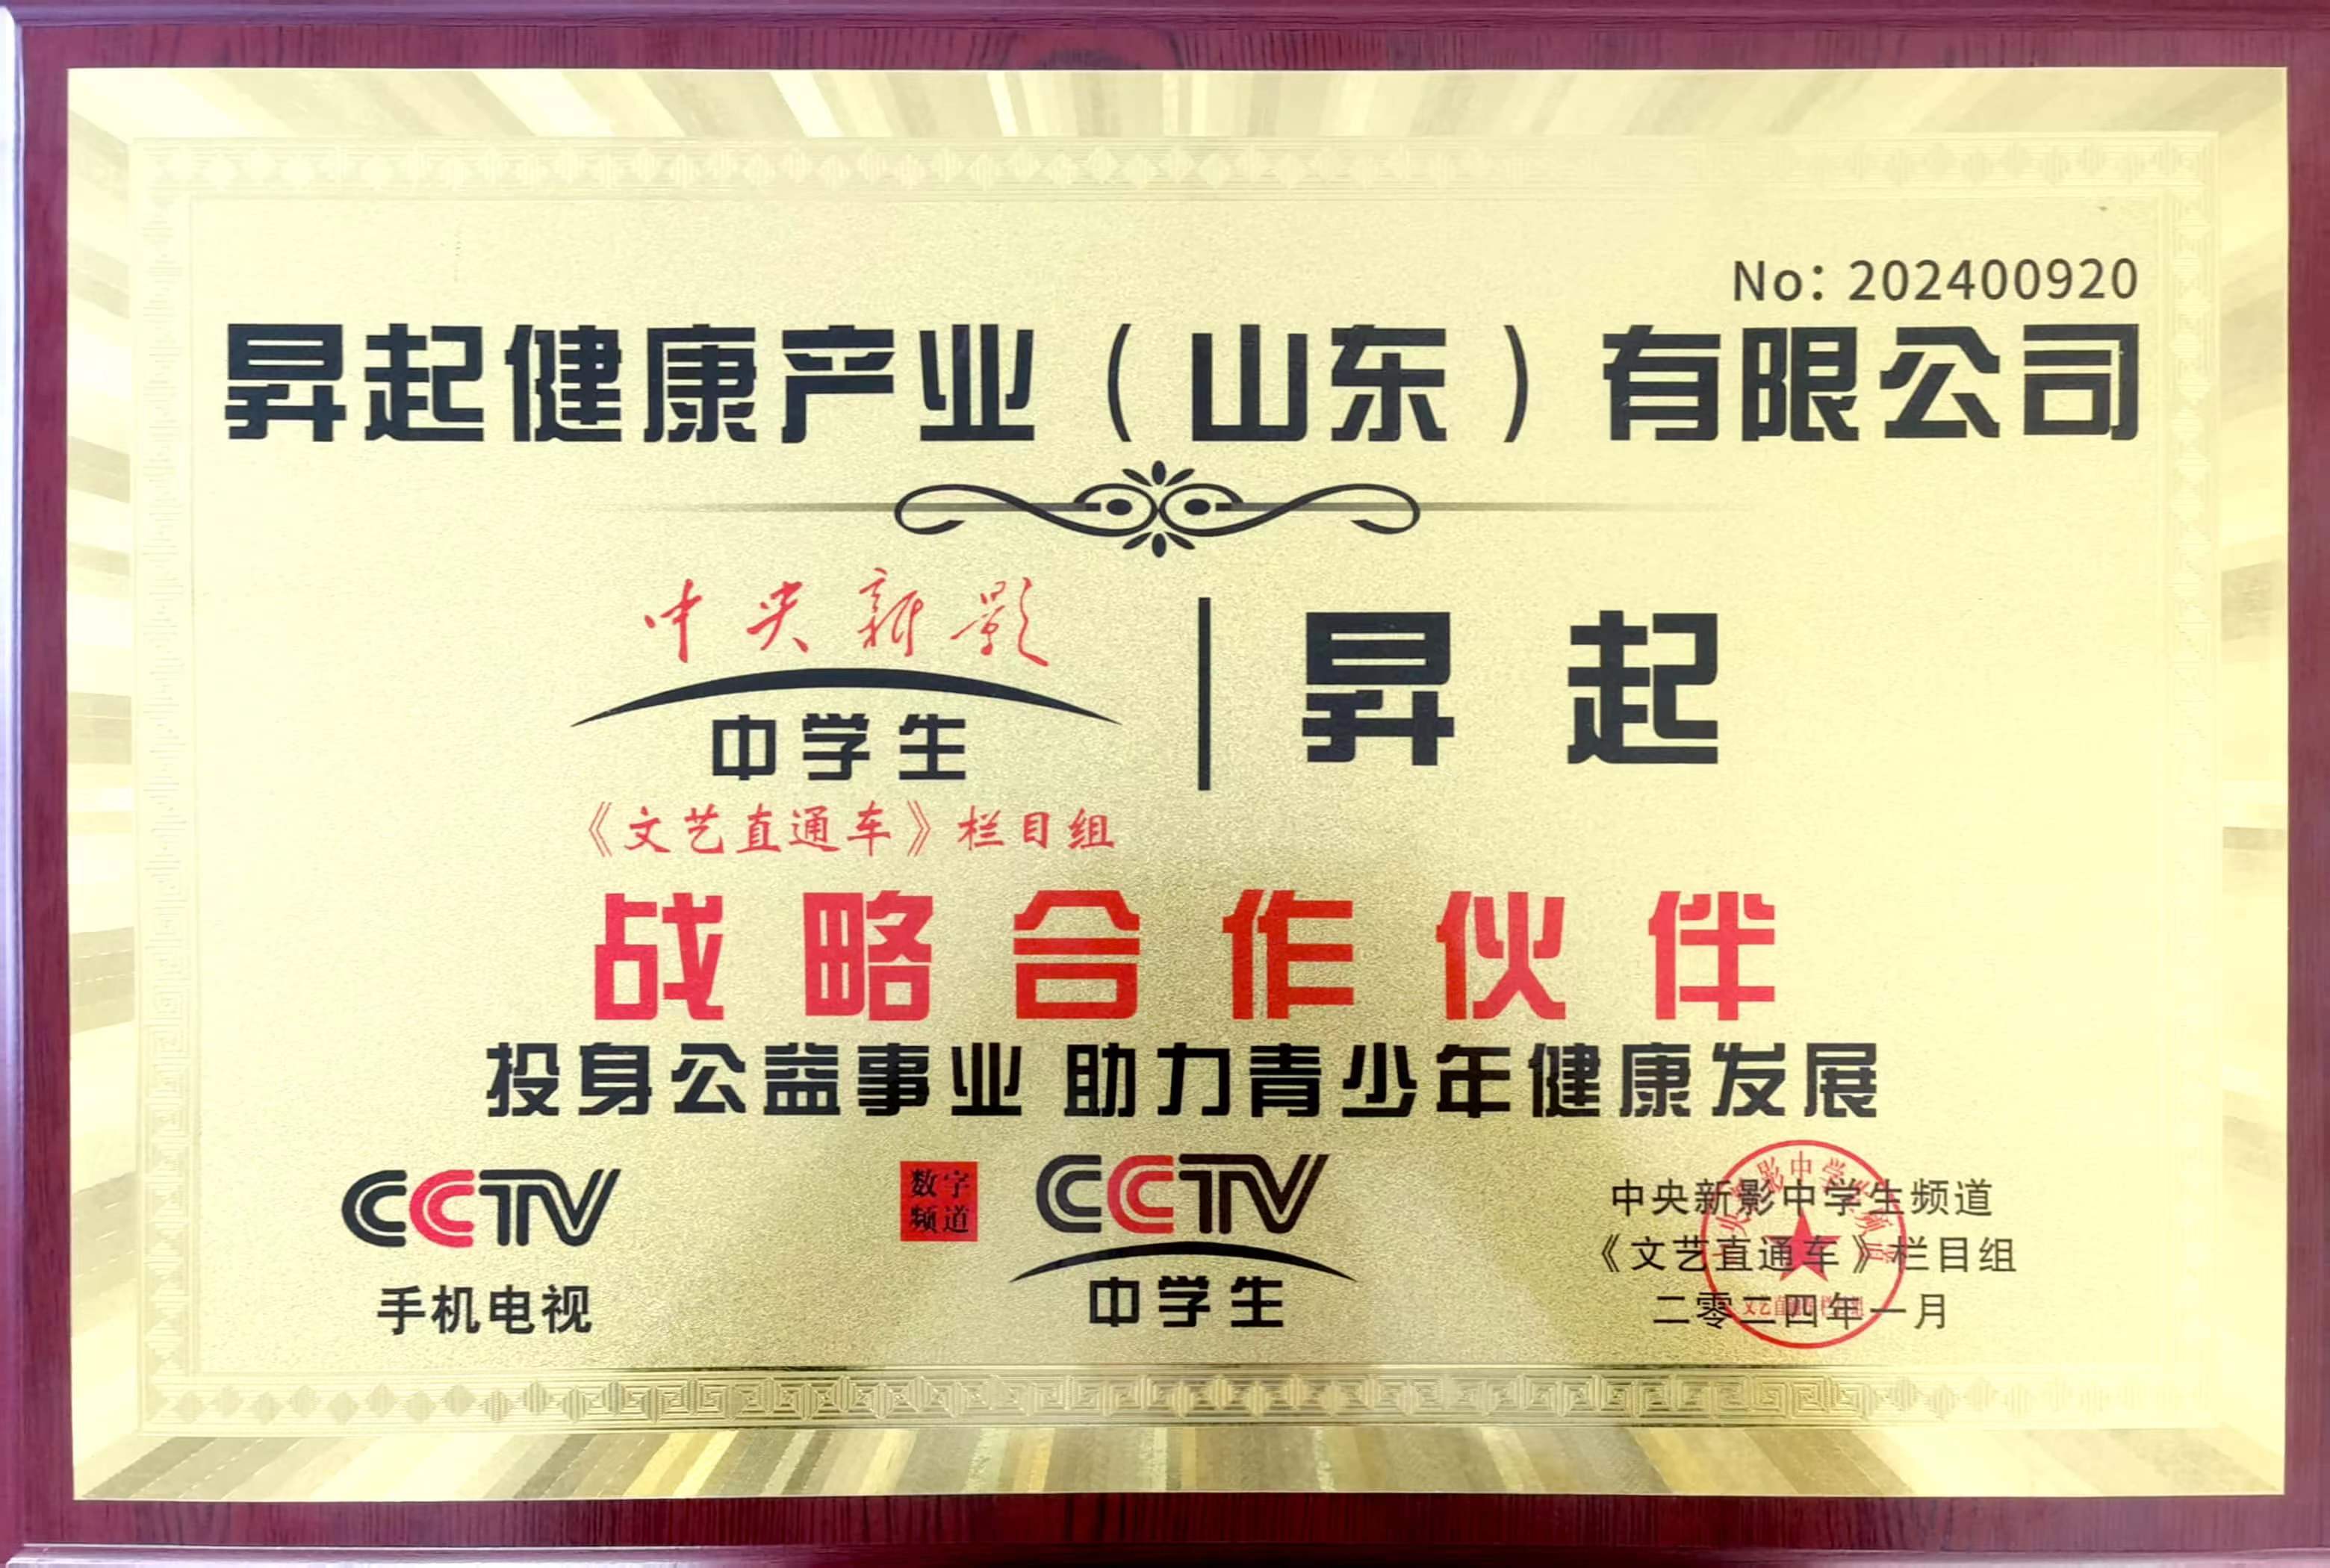 No: 202400920
昇起健康产业（山东）有限公司
中央新影
中学生
《文艺直通车》栏目组
昇起
战略合作伙伴
投身公益事业 助力青少年健康发展
CCTV
手机电视
数字
频道
CCTV
中学生
中央新影中学生频道
《文艺直通车》栏目组
二零二四年一月